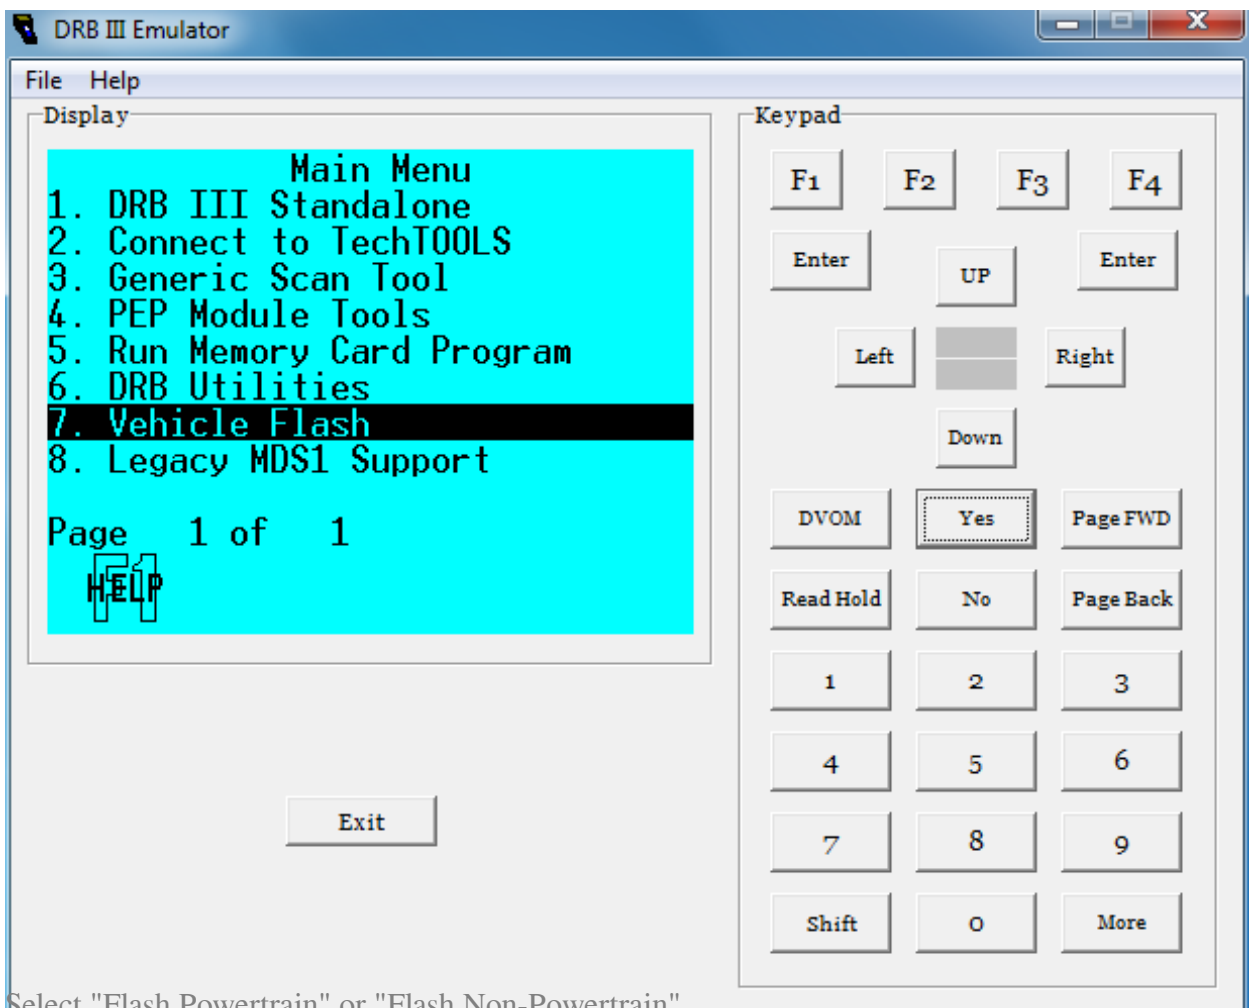 DRB III Emulator
File Help
Display
Main Menu
1. DRB III Standalone
2. Connect to TechTOOLS
3. Generic Scan Tool
4. PEP Module Tools
5. Run Memory Card Program
6. DRB Utilities
7. Vehicle Flash
8. Legacy MDS1 Support
Page 1 of 1
F1
HELP
Exit
Keypad
F1 F2 F3 F4
Enter UP Enter
Left Right
Down
DVOM Yes Page FWD
Read Hold No Page Back
1 2 3
4 5 6
7 8 9
Shift 0 More
Select "Flash Powertrain" or "Flash Non-Powertrain"